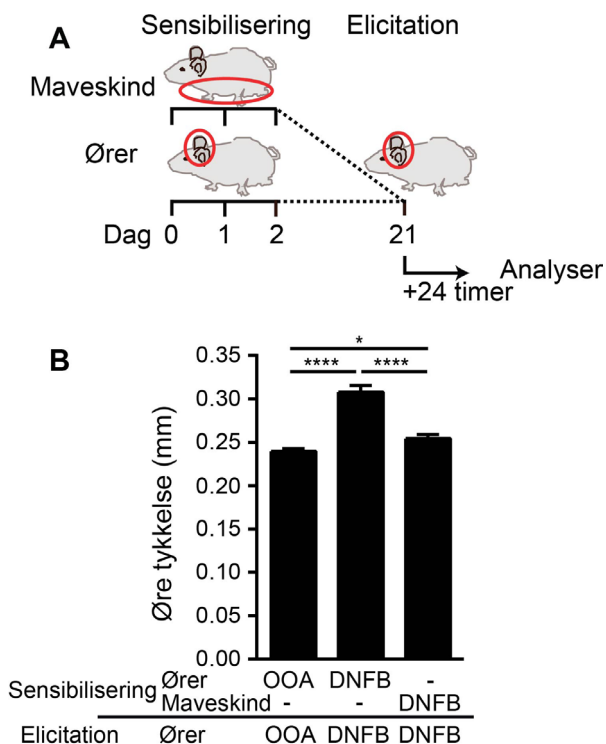 A
Sensibilisering Elicitation
Maveskind
Ører
Dag 0 1 2 21
+24 timer Analyser
B
*
**** ****
Øre tykkelse (mm)
0.35
0.30
0.25
0.20
0.15
0.10
0.05
0.00
Sensibilisering Ører OOA DNFB -
Maveskind - - DNFB
Elicitation Ører OOA DNFB DNFB